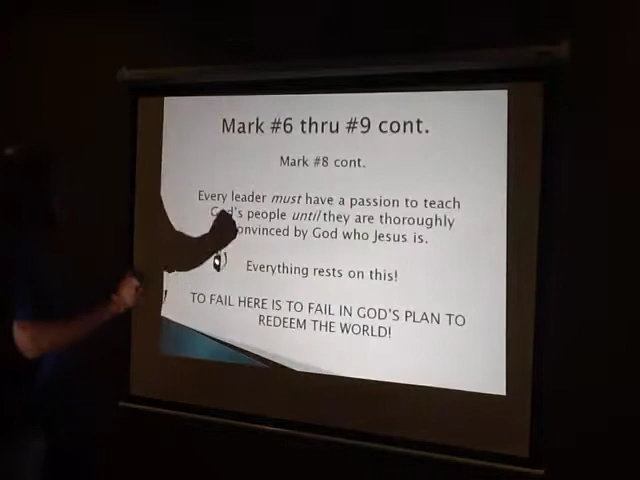 Mark #6 thru #9 cont.
Mark #8 cont.
Every leader must have a passion to teach
God's people until they are thoroughly
convinced by God who Jesus is.
Everything rests on this!
TO FAIL HERE IS TO FAIL IN GOD'S PLAN TO
REDEEM THE WORLD!